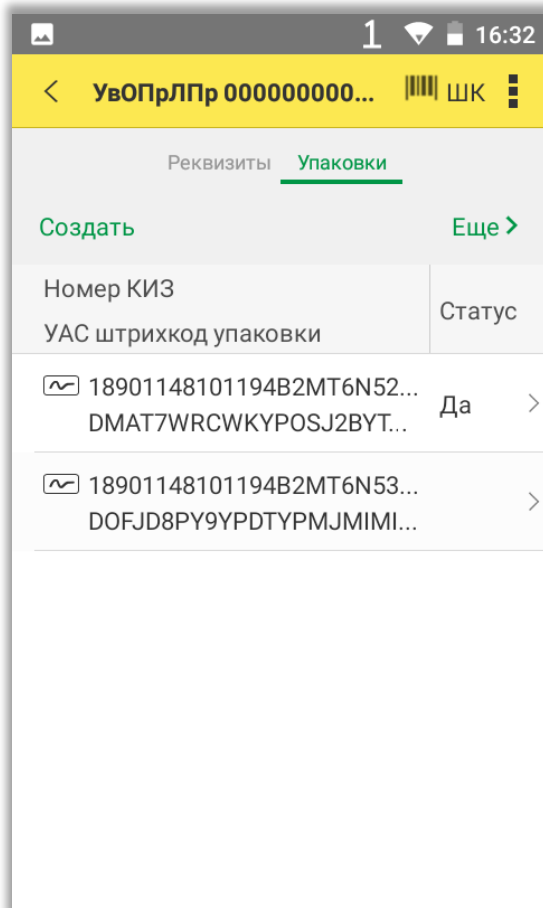 1 16:32
УвОПрЛПр 000000000... ШК
Реквизиты Упаковки
Создать Еще
Номер КИЗ
УАС штрихкод упаковки
Статус
18901148101194B2MT6N52...
DMAT7WRCWKYPOSJ2BYT...
Да
18901148101194B2MT6N53...
DOFJD8PY9YPDTYPMJMIMI...